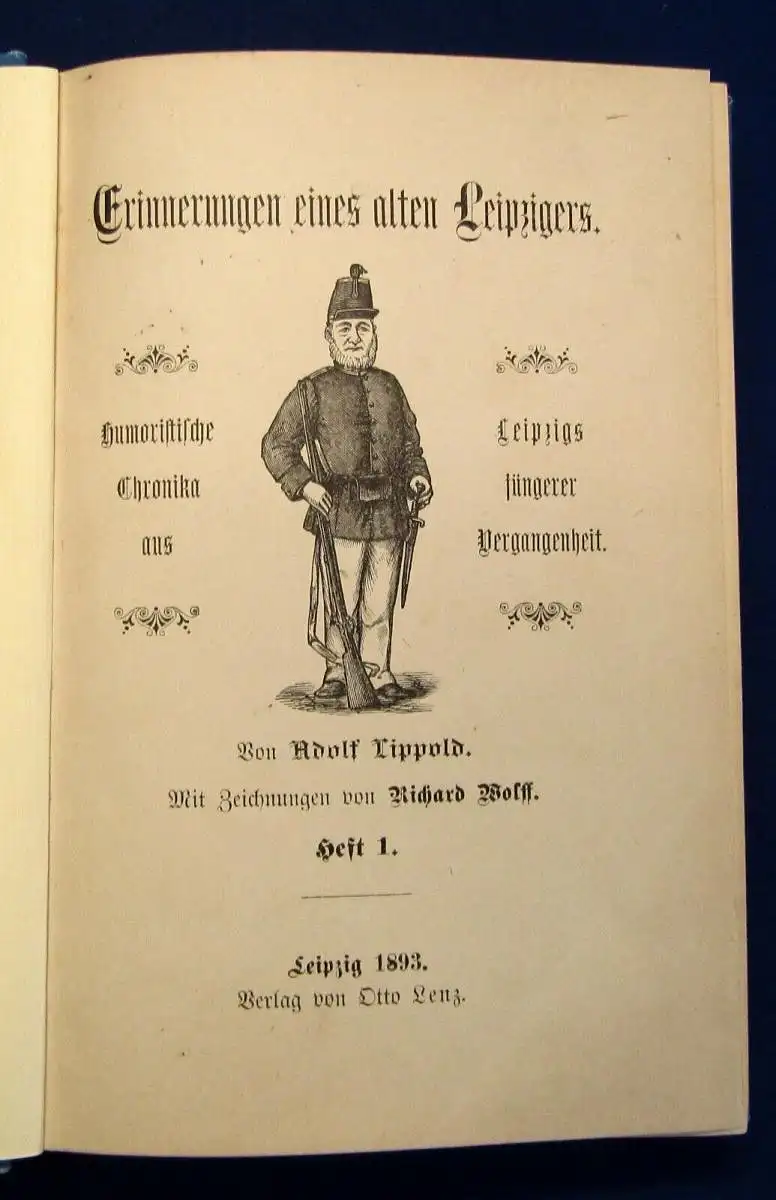 Erinnerungen eines alten Leipzigers.
Humoristische
Chronika
aus
Leipzigs
jüngerer
Vergangenheit.
Von Adolf Lippold.
Mit Zeichnungen von Richard Wolff.
Heft 1.
Leipzig 1893.
Verlag von Otto Lenz.